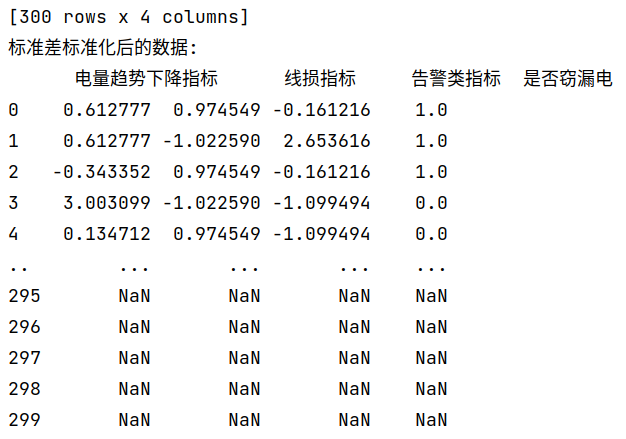 [300 rows x 4 columns]
标准差标准化后的数据:
电量趋势下降指标 线损指标 告警类指标 是否窃漏电
0 0.612777 0.974549 -0.161216 1.0
1 0.612777 -1.022590 2.653616 1.0
2 -0.343352 0.974549 -0.161216 1.0
3 3.003099 -1.022590 -1.099494 0.0
4 0.134712 0.974549 -1.099494 0.0
.. ... ... ... ...
295 NaN NaN NaN NaN
296 NaN NaN NaN NaN
297 NaN NaN NaN NaN
298 NaN NaN NaN NaN
299 NaN NaN NaN NaN